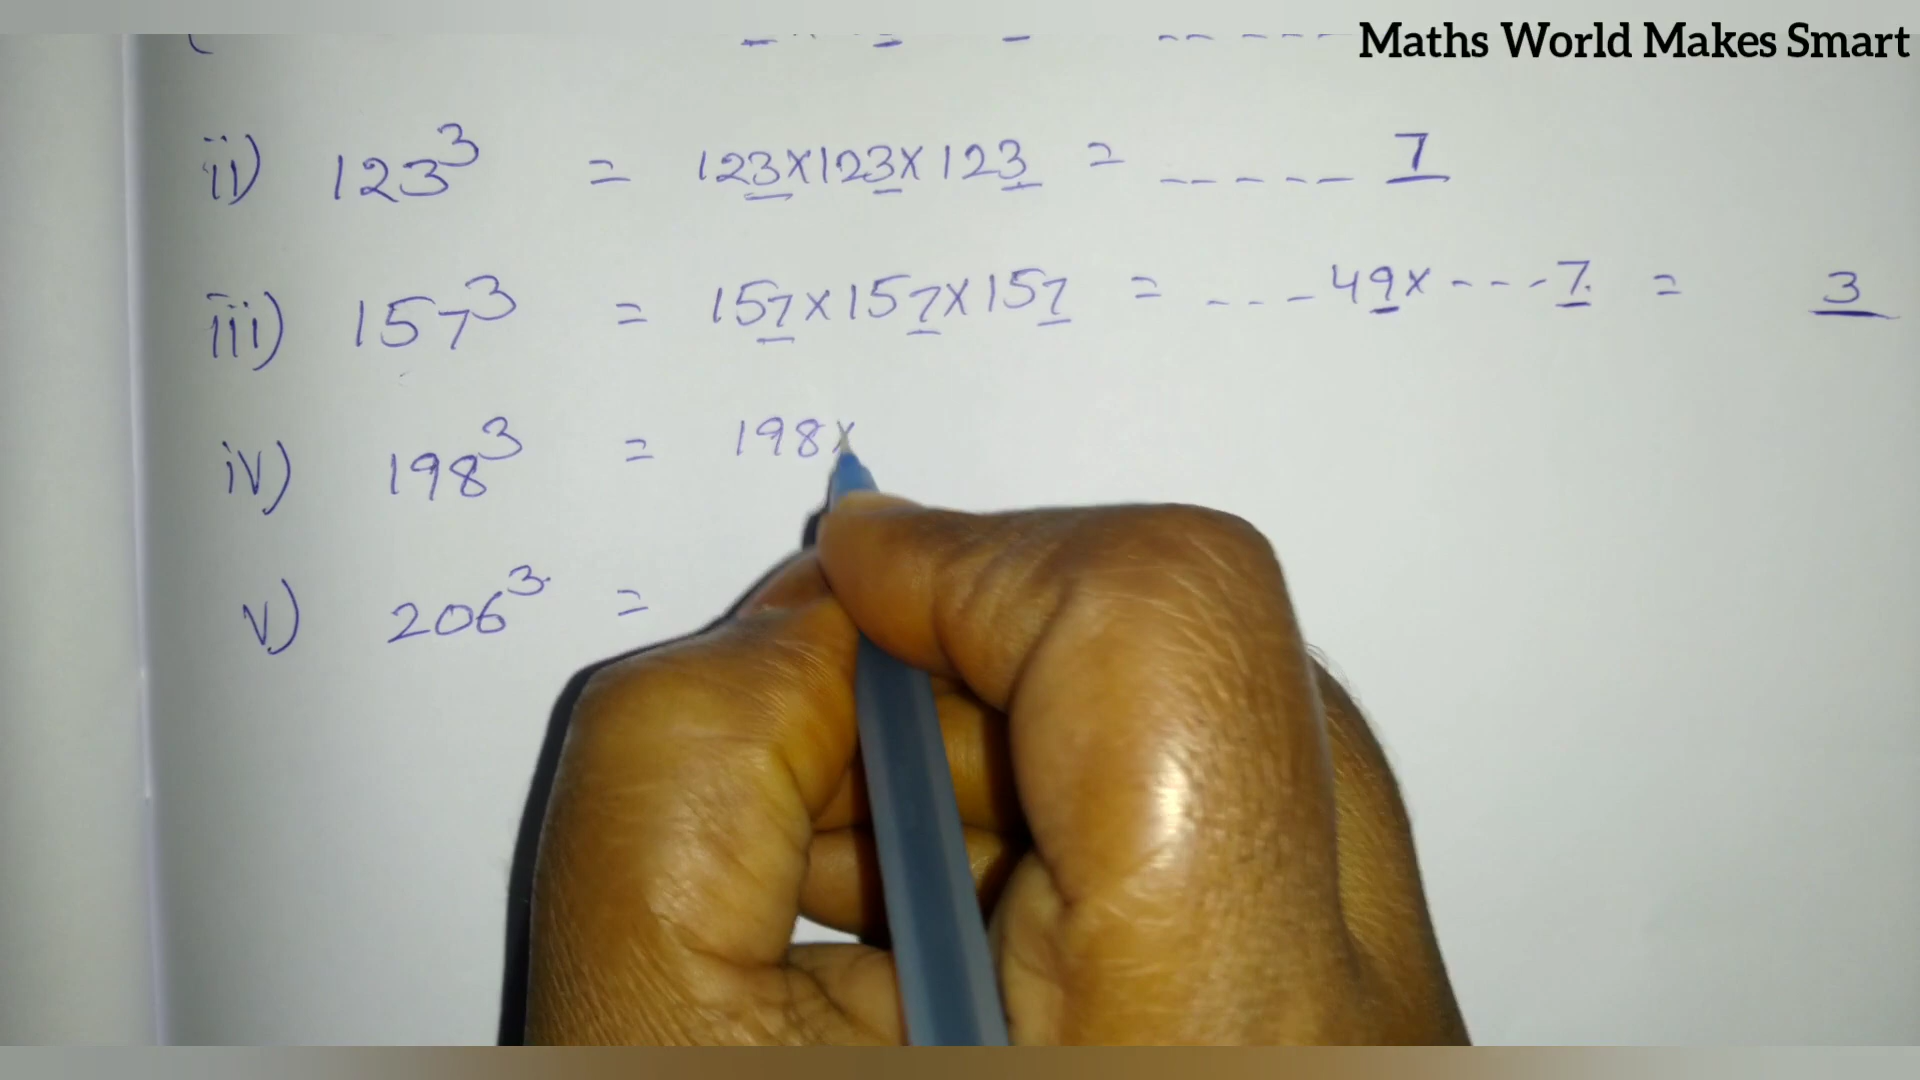 Maths World Makes Smart
ii) 123³ = 123×123×123 = ----- 7
iii) 157³ = 157×157×157 = ---49×---7 = 3
iv) 198³ = 198×
v) 206³ =